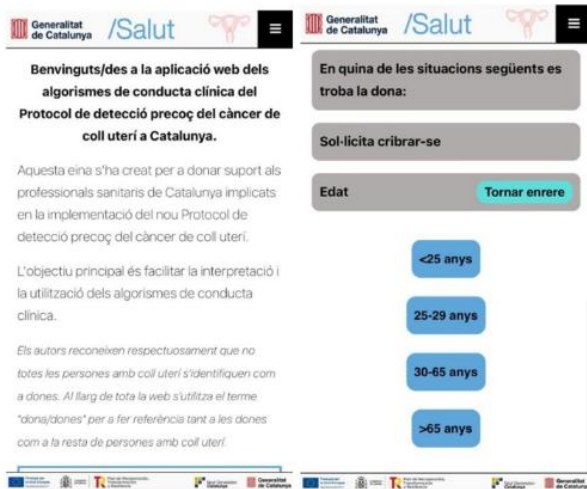 Generalitat
de Catalunya
/Salut
Benvinguts/des a la aplicació web dels
algorismes de conducta clínica del
Protocol de detecció precoç del càncer de
coll uterí a Catalunya.
Aquesta eina s'ha creat per a donar suport als
professionals sanitaris de Catalunya implicats
en la implementació del nou Protocol de
detecció precoç del càncer de coll uterí.
L'objectiu principal és facilitar la interpretació i
la utilització dels algorismes de conducta
clínica.
Els autors reconeixen respectuosament que no
totes les persones amb coll uterí s'identifiquen com
a dones. Al llarg de tota la web s'utilitza el terme
"dona/dones" per a fer referència tant a les dones
com a la resta de persones amb coll uterí.
Generalitat
de Catalunya
Generalitat
de Catalunya
/Salut
En quina de les situacions següents es
troba la dona:
Sol·licita cribrar-se
Edat
Tornar enrere
<25 anys
25-29 anys
30-65 anys
>65 anys